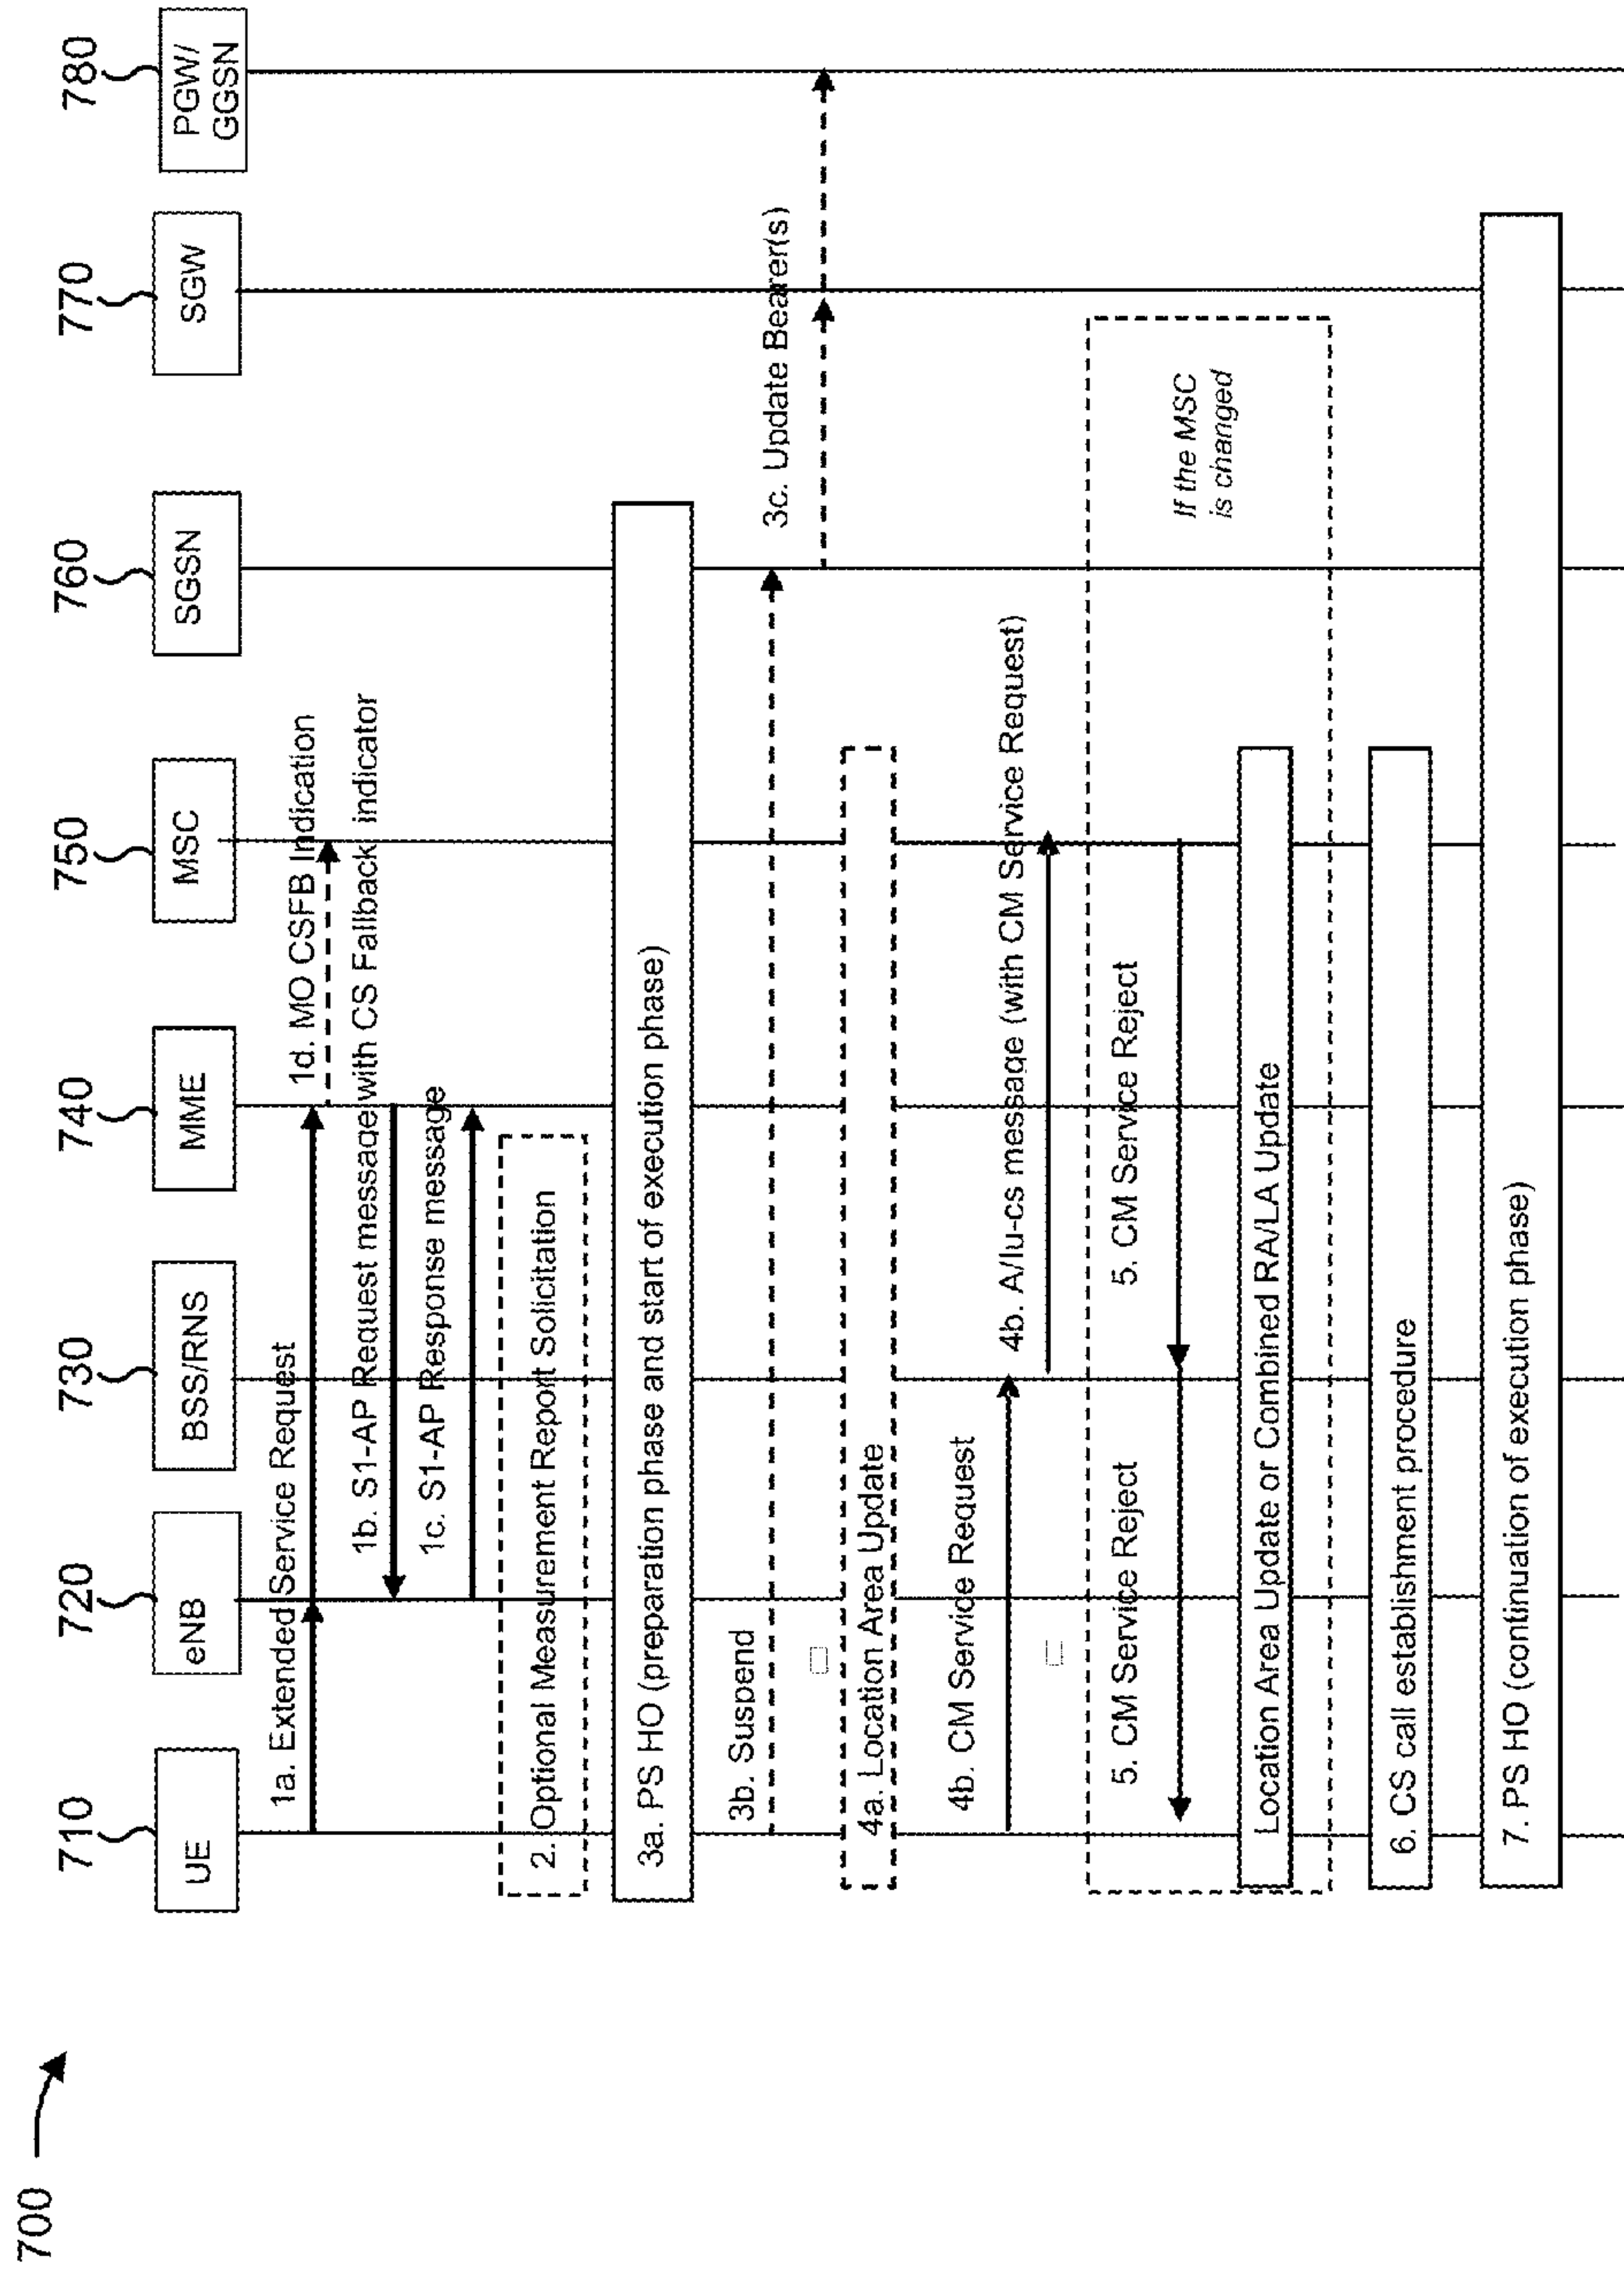 700
710
720
730
740
750
760
770
780
UE
eNB
BSS/RNS
MME
MSC
SGSN
SGW
PGW/
GGSN
1a. Extended Service Request
1d. MO CSFB Indication
1b. S1-AP Request message with CS Fallback indicator
1c. S1-AP Response message
2. Optional Measurement Report Solicitation
3a. PS HO (preparation phase and start of execution phase)
3b. Suspend
3c. Update Bearer(s)
4a. Location Area Update
4b. CM Service Request
4b. A/Iu-cs message (with CM Service Request)
5. CM Service Reject
5. CM Service Reject
If the MSC
is changed
Location Area Update or Combined RA/LA Update
6. CS call establishment procedure
7. PS HO (continuation of execution phase)